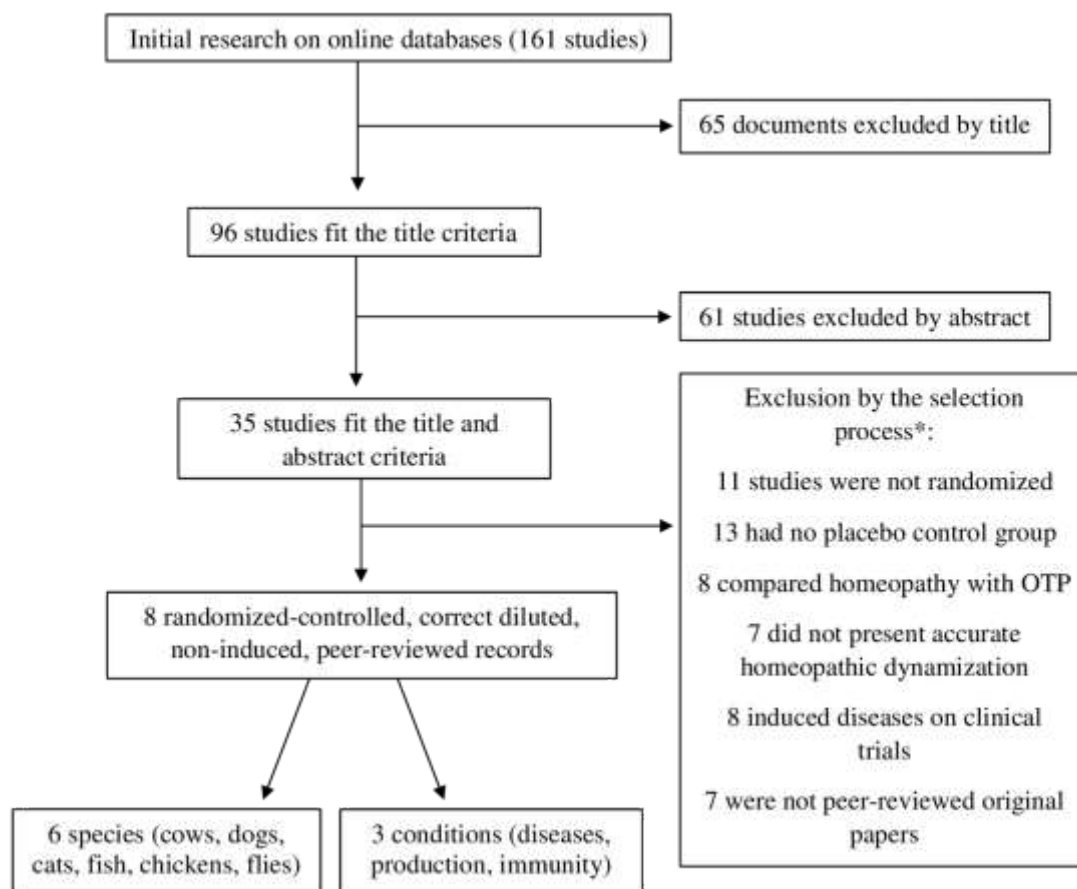 Initial research on online databases (161 studies)
65 documents excluded by title
96 studies fit the title criteria
61 studies excluded by abstract
35 studies fit the title and
abstract criteria
Exclusion by the selection
process*:
11 studies were not randomized
13 had no placebo control group
8 compared homeopathy with OTP
7 did not present accurate
homeopathic dynamization
8 induced diseases on clinical
trials
7 were not peer-reviewed original
papers
8 randomized-controlled, correct diluted,
non-induced, peer-reviewed records
6 species (cows, dogs,
cats, fish, chickens, flies)
3 conditions (diseases,
production, immunity)